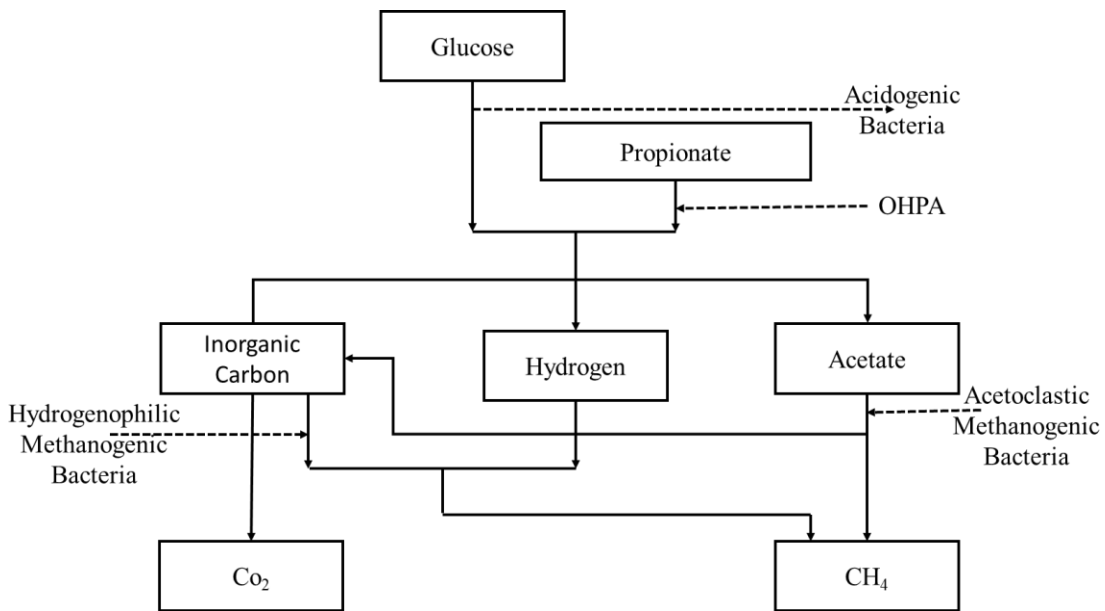 Glucose
Acidogenic
Bacteria
Propionate
OHPA
Inorganic
Carbon
Hydrogen
Acetate
Hydrogenophilic
Methanogenic
Bacteria
Acetoclastic
Methanogenic
Bacteria
Co₂
CH₄